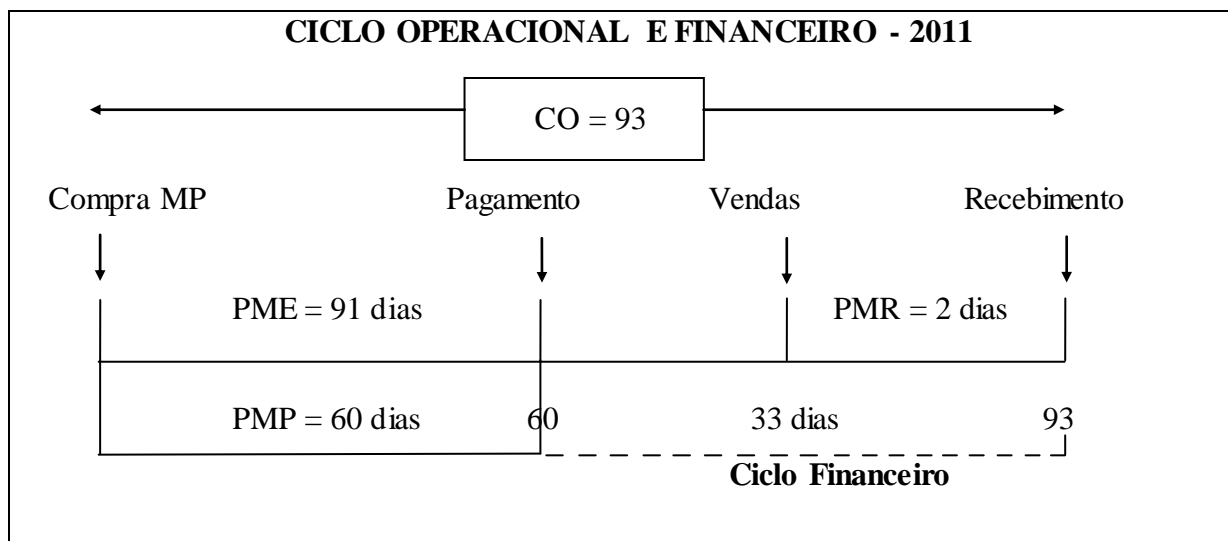 CICLO OPERACIONAL E FINANCEIRO - 2011
CO = 93
Compra MP Pagamento Vendas Recebimento
PME = 91 dias PMR = 2 dias
PMP = 60 dias 60 33 dias 93
Ciclo Financeiro